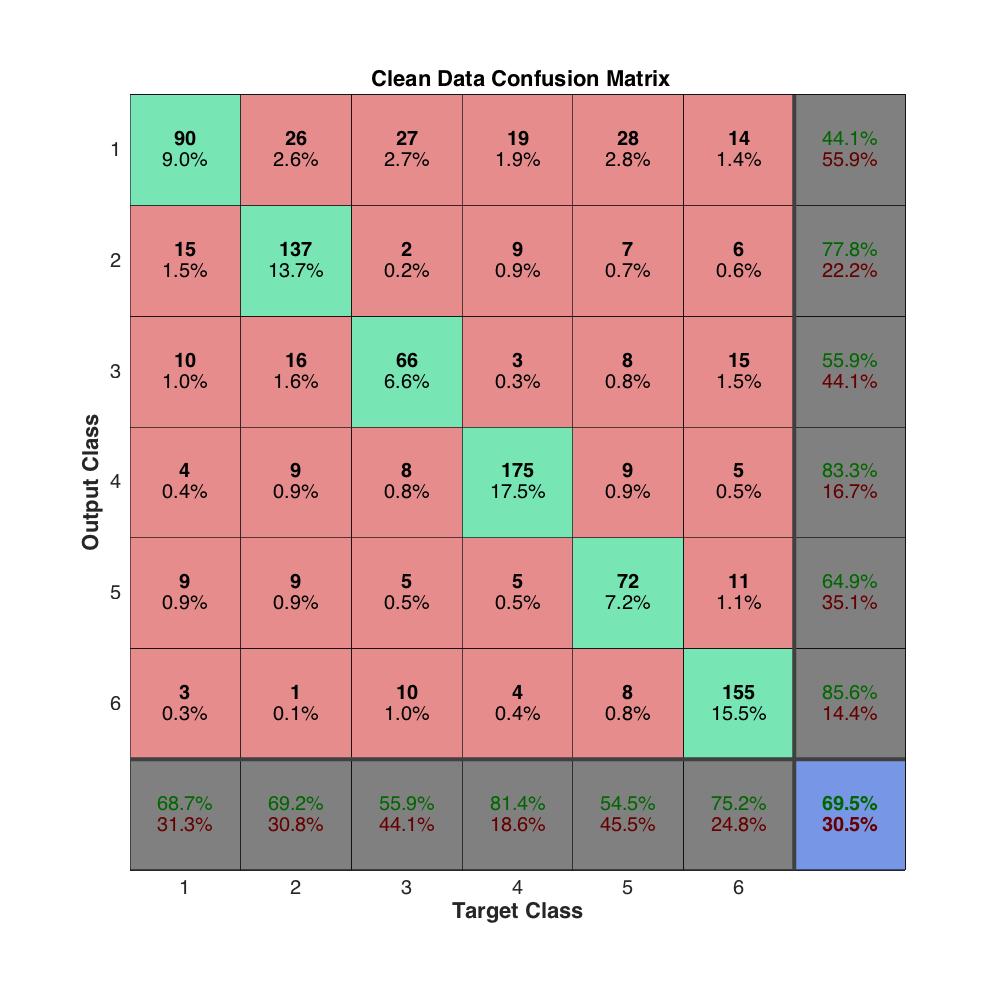 Clean Data Confusion Matrix
90 26 27 19 28 14 44.1%
1
9.0% 2.6% 2.7% 1.9% 2.8% 1.4% 55.9%
15 137 2 9 7 6 77.8%
2
1.5% 13.7% 0.2% 0.9% 0.7% 0.6% 22.2%
10 16 66 3 8 15 55.9%
3
1.0% 1.6% 6.6% 0.3% 0.8% 1.5% 44.1%
4 9 8 175 9 5 83.3%
4
0.4% 0.9% 0.8% 17.5% 0.9% 0.5% 16.7%
Output Class
9 9 5 5 72 11 64.9%
5
0.9% 0.9% 0.5% 0.5% 7.2% 1.1% 35.1%
3 1 10 4 8 155 85.6%
6
0.3% 0.1% 1.0% 0.4% 0.8% 15.5% 14.4%
68.7% 69.2% 55.9% 81.4% 54.5% 75.2% 69.5%
31.3% 30.8% 44.1% 18.6% 45.5% 24.8% 30.5%
1 2 3 4 5 6
Target Class